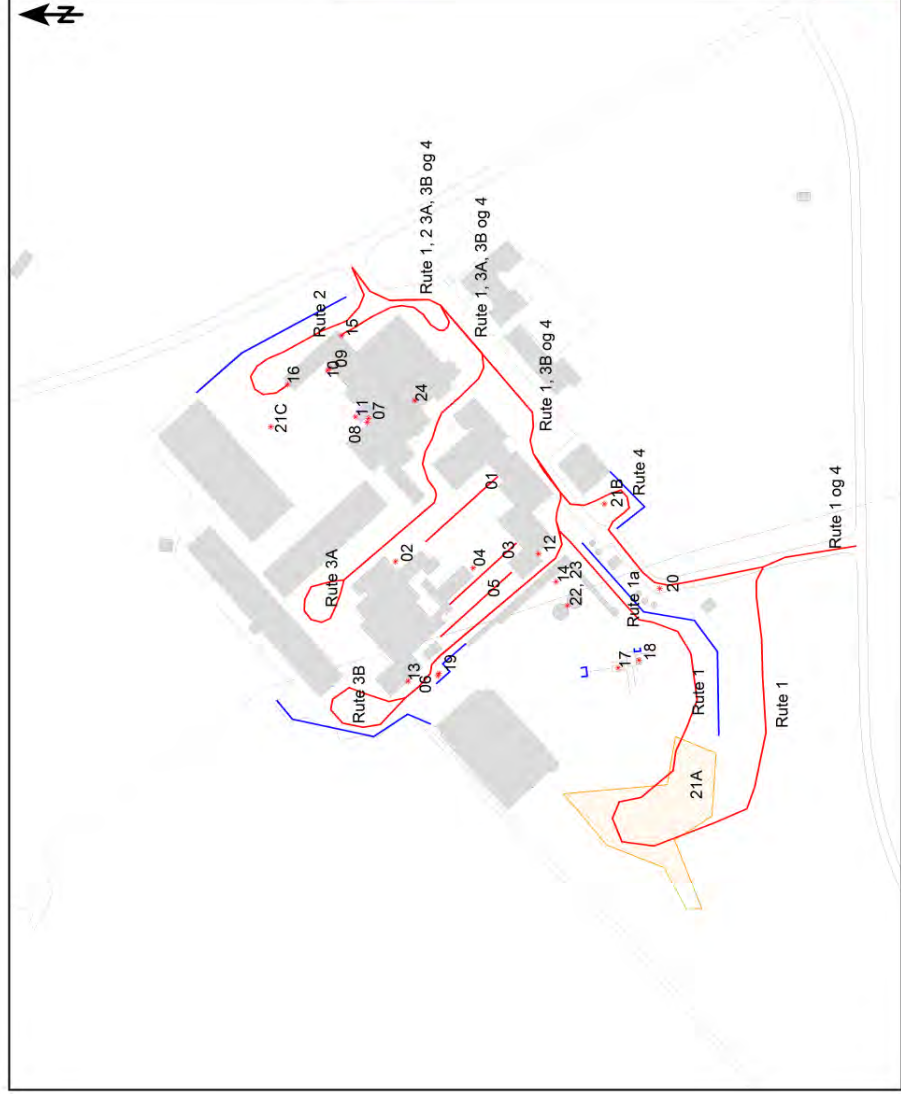 N
21C
16
Rute 2
Rute 3A
10
09
15
08
11
07
Rute 3B
02
13
24
06
Rute 1, 2 3A, 3B og 4
19
04
Rute 1, 3A, 3B og 4
01
05
03
Rute 1, 3B og 4
12
14
22, 23
21B
17
Rute 1a
Rute 4
18
20
21A
Rute 1
Rute 1
Rute 1 og 4